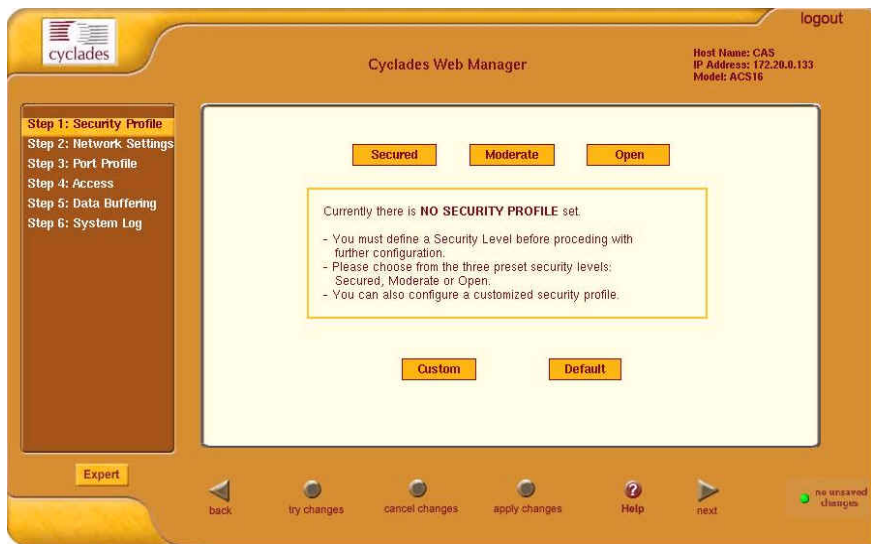 logout
cyclades
Cyclades Web Manager
Host Name: CAS
IP Address: 172.20.0.133
Model: ACS16
Step 1: Security Profile
Step 2: Network Settings
Step 3: Port Profile
Step 4: Access
Step 5: Data Buffering
Step 6: System Log
Secured
Moderate
Open
Currently there is NO SECURITY PROFILE set.
- You must define a Security Level before proceding with
further configuration.
- Please choose from the three preset security levels:
Secured, Moderate or Open.
- You can also configure a customized security profile.
Custom
Default
Expert
back
try changes
cancel changes
apply changes
?
Help
next
no unsaved
changes